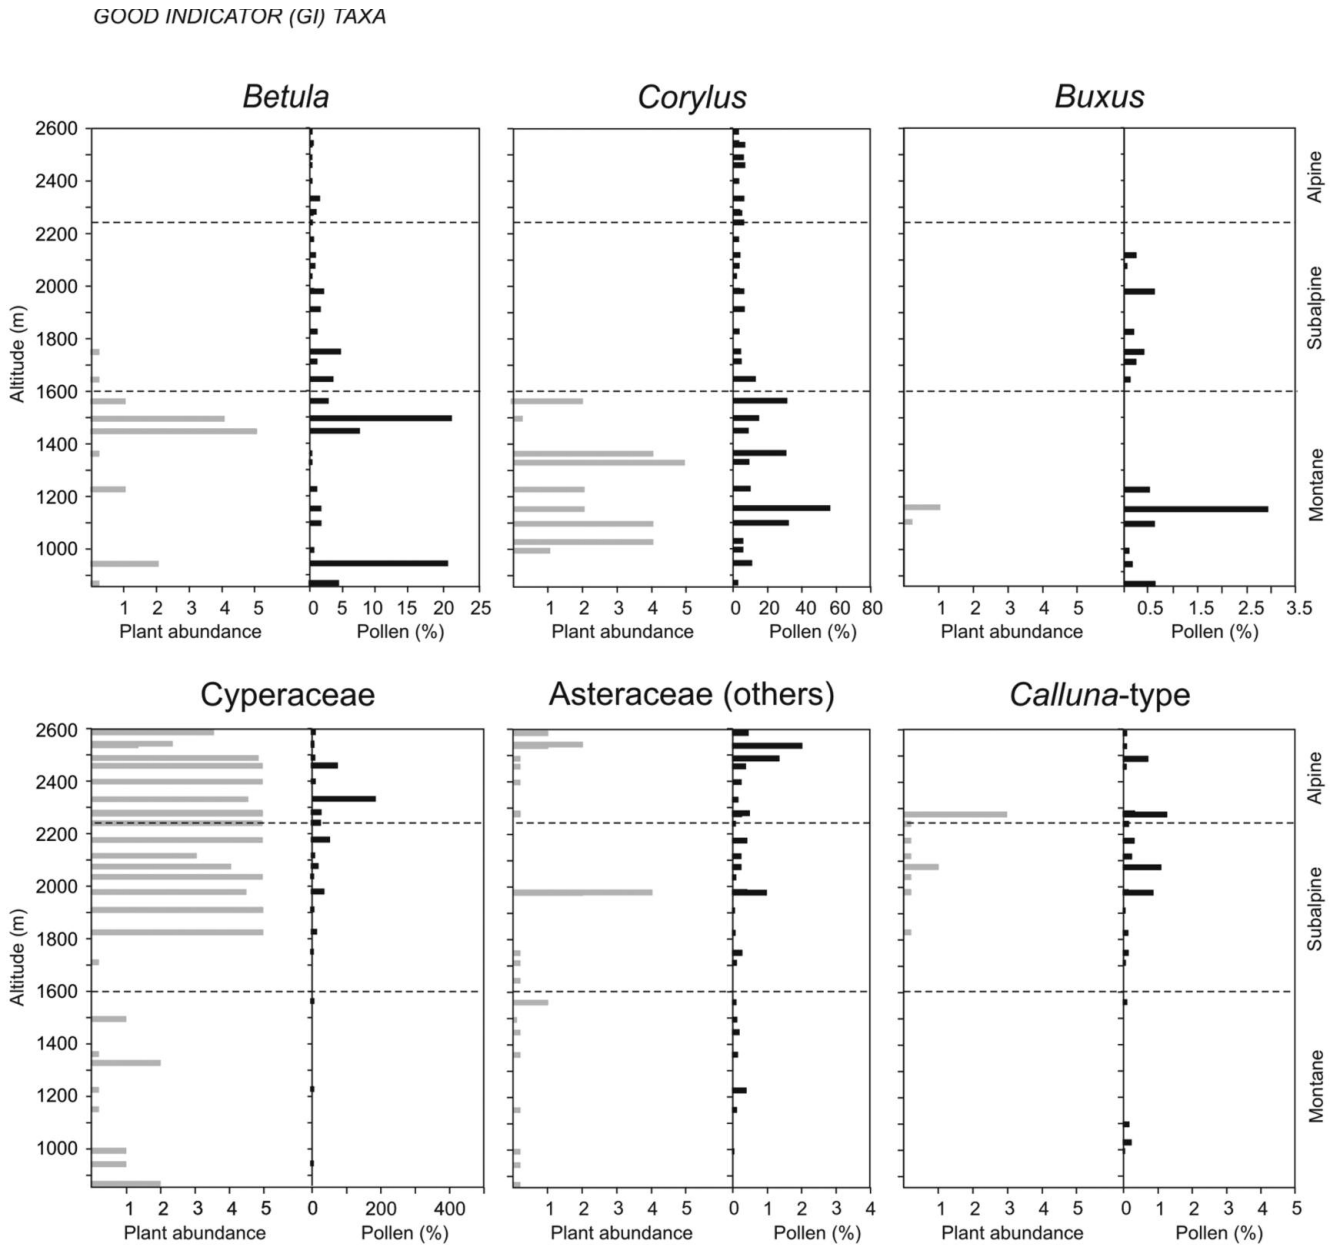 GOOD INDICATOR (GI) TAXA
Betula Corylus Buxus
2600
2400
2200
2000
1800
1600
1400
1200
1000
Altitude (m)
Alpine
Subalpine
Montane
1 2 3 4 5 0 5 10 15 20 25 1 2 3 4 5 0 20 40 60 80 1 2 3 4 5 0.5 1.5 2.5 3.5
Plant abundance Pollen (%) Plant abundance Pollen (%) Plant abundance Pollen (%)
Cyperaceae Asteraceae (others) Calluna-type
2600
2400
2200
2000
1800
1600
1400
1200
1000
Altitude (m)
Alpine
Subalpine
Montane
1 2 3 4 5 0 200 400 1 2 3 4 5 0 1 2 3 4 1 2 3 4 5 0 1 2 3 4 5
Plant abundance Pollen (%) Plant abundance Pollen (%) Plant abundance Pollen (%)